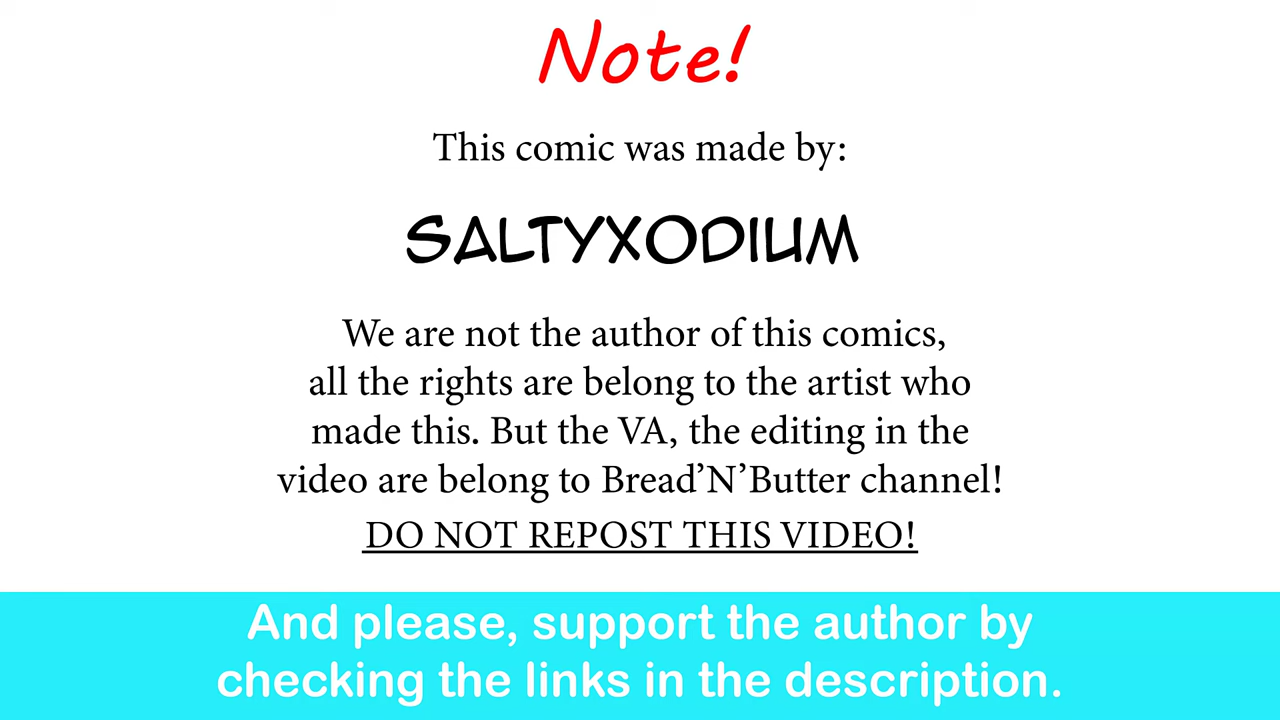 Note!
This comic was made by:
SALTYXODIUM
We are not the author of this comics,
all the rights are belong to the artist who
made this. But the VA, the editing in the
video are belong to Bread’N’Butter channel!
DO NOT REPOST THIS VIDEO!
And please, support the author by
checking the links in the description.